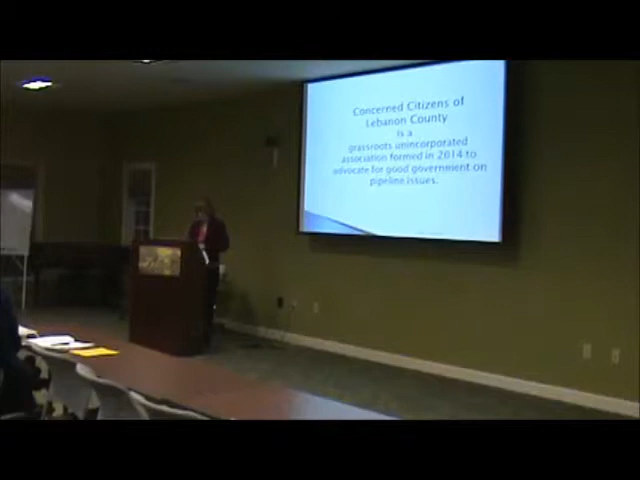 Concerned Citizens of
Lebanon County
is a
grassroots unincorporated
association formed in 2014 to
advocate for good government on
pipeline issues.